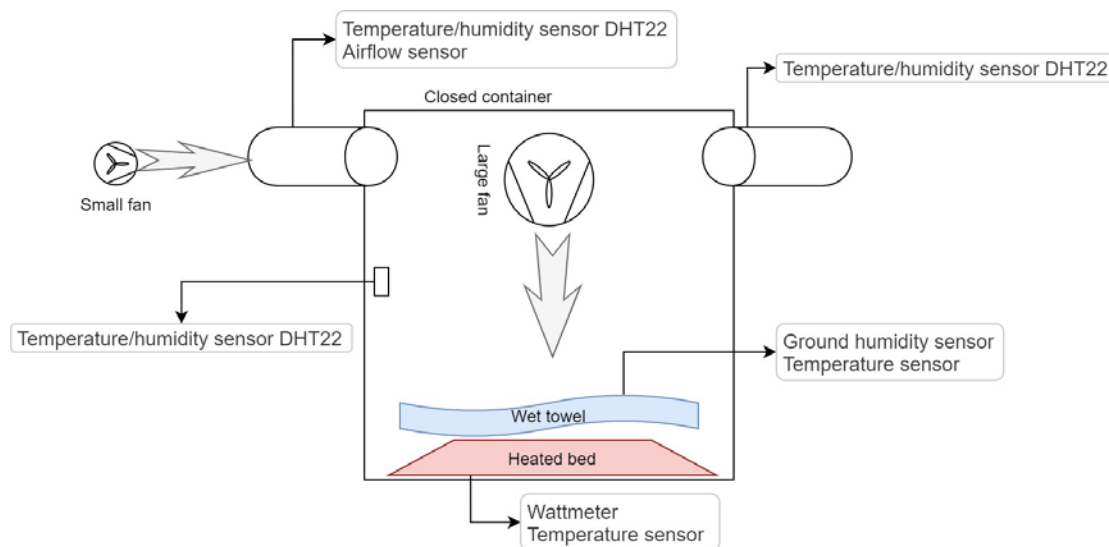 Temperature/humidity sensor DHT22
Airflow sensor
Temperature/humidity sensor DHT22
Closed container
Large fan
Small fan
Temperature/humidity sensor DHT22
Ground humidity sensor
Temperature sensor
Wet towel
Heated bed
Wattmeter
Temperature sensor